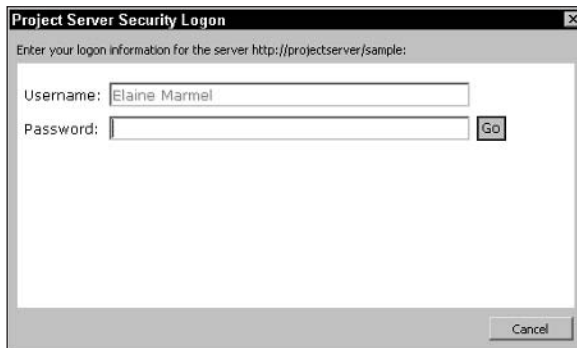 Project Server Security Logon
Enter your logon information for the server http://projectserver/sample:
Username: Elaine Marmel
Password: Go
Cancel